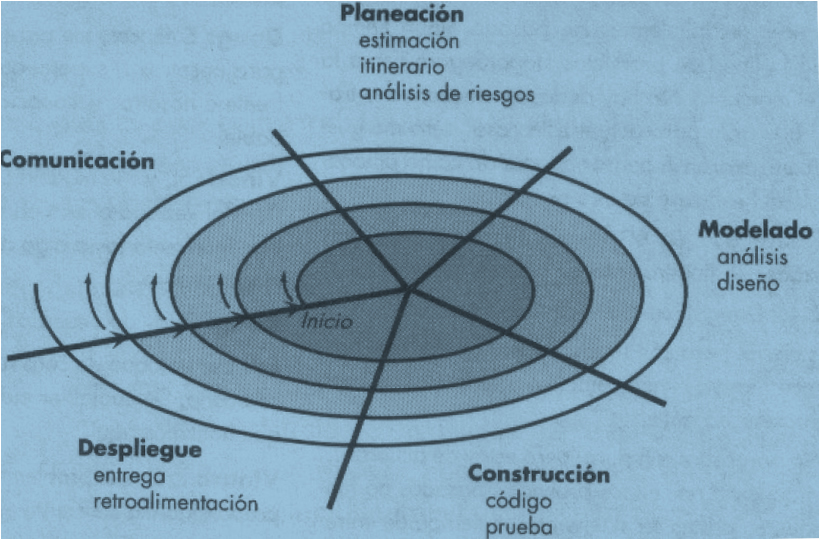 Planeación
estimación
itinerario
análisis de riesgos
Comunicación
Modelado
análisis
diseño
Inicio
Despliegue
entrega
retroalimentación
Construcción
código
prueba